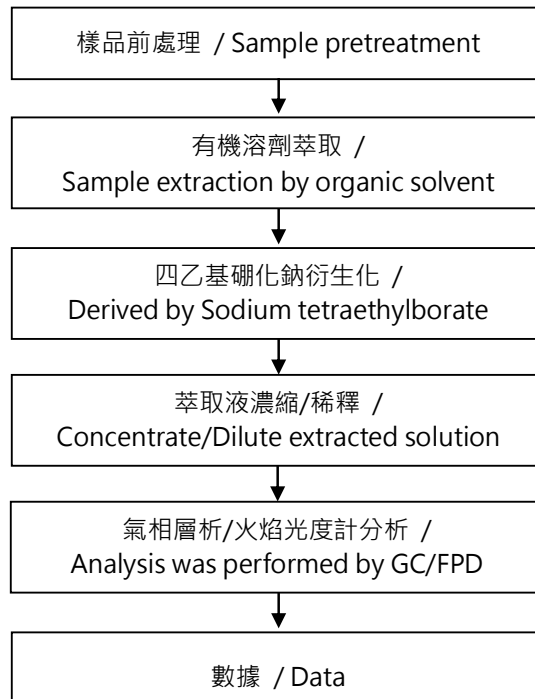 樣品前處理 / Sample pretreatment
有機溶劑萃取 /
Sample extraction by organic solvent
四乙基硼化鈉衍生化 /
Derived by Sodium tetraethylborate
萃取液濃縮/稀釋 /
Concentrate/Dilute extracted solution
氣相層析/火焰光度計分析 /
Analysis was performed by GC/FPD
數據 / Data